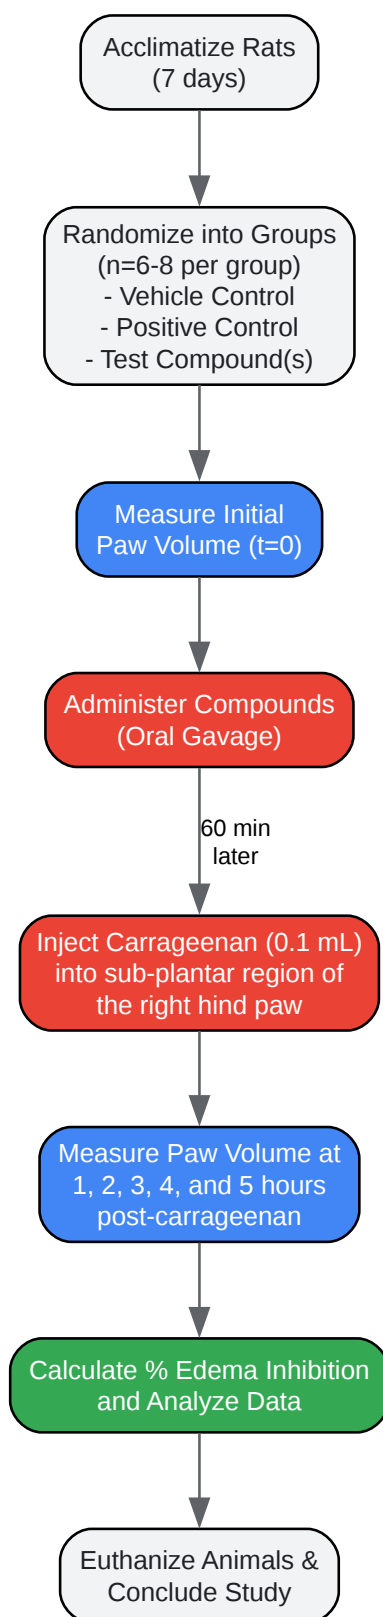 Acclimatize Rats
(7 days)
Randomize into Groups
(n=6-8 per group)
- Vehicle Control
- Positive Control
- Test Compound(s)
Measure Initial
Paw Volume (t=0)
Administer Compounds
(Oral Gavage)
60 min
later
Inject Carrageenan (0.1 mL)
into sub-plantar region of
the right hind paw
Measure Paw Volume at
1, 2, 3, 4, and 5 hours
post-carrageenan
Calculate % Edema Inhibition
and Analyze Data
Euthanize Animals &
Conclude Study